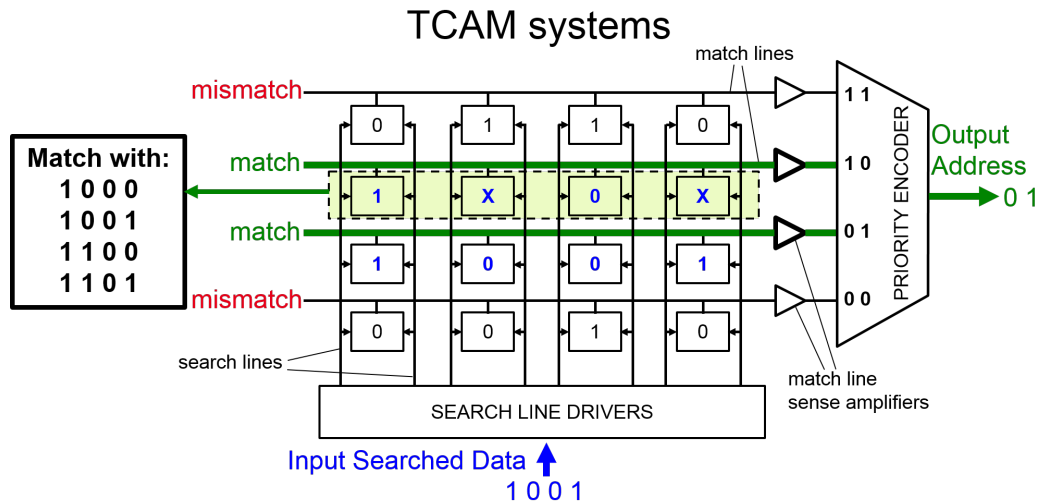 TCAM systems
match lines
mismatch
1 1
0 1 1 0
Match with:
1 0 0 0
1 0 0 1
1 1 0 0
1 1 0 1
match
1 0
1 X 0 X
match
0 1
1 0 0 1
mismatch
0 0
0 0 1 0
PRIORITY ENCODER
Output
Address
0 1
search lines
match line
sense amplifiers
SEARCH LINE DRIVERS
Input Searched Data
1 0 0 1